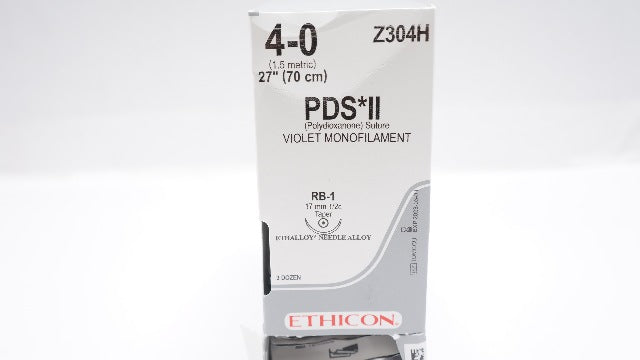 4-0
Z304H
(1.5 metric)
27" (70 cm)
PDS*II
(Polydioxanone) Suture
VIOLET MONOFILAMENT
RB-1
17 mm 1/2c
Taper
ETHALLOY* NEEDLE ALLOY
3 DOZEN
ETHICON